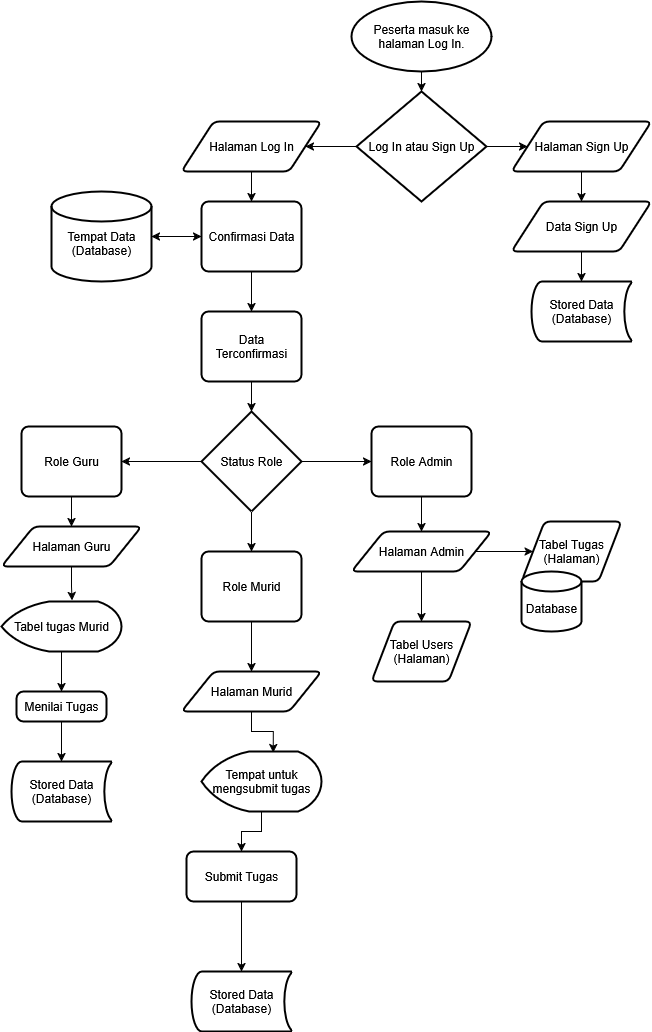 Peserta masuk ke
halaman Log In.
Halaman Log In
Log In atau Sign Up
Halaman Sign Up
Tempat Data
(Database)
Confirmasi Data
Data Sign Up
Stored Data
(Database)
Data
Terconfirmasi
Role Guru
Status Role
Role Admin
Halaman Guru
Role Murid
Halaman Admin
Tabel Tugas
(Halaman)
Database
Tabel tugas Murid
Tabel Users
(Halaman)
Menilai Tugas
Halaman Murid
Stored Data
(Database)
Tempat untuk
mengsubmit tugas
Submit Tugas
Stored Data
(Database)